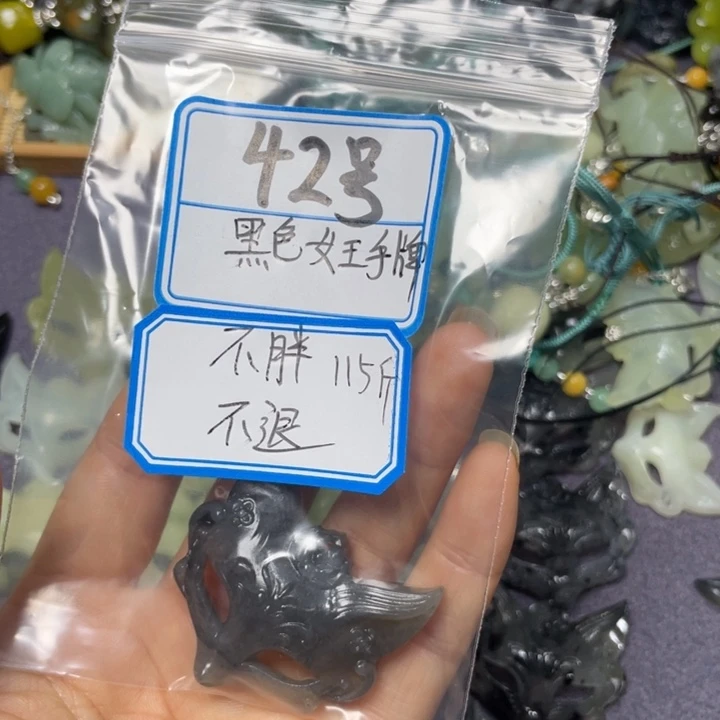 42号
黑色女王手牌
不胖 115斤
不退